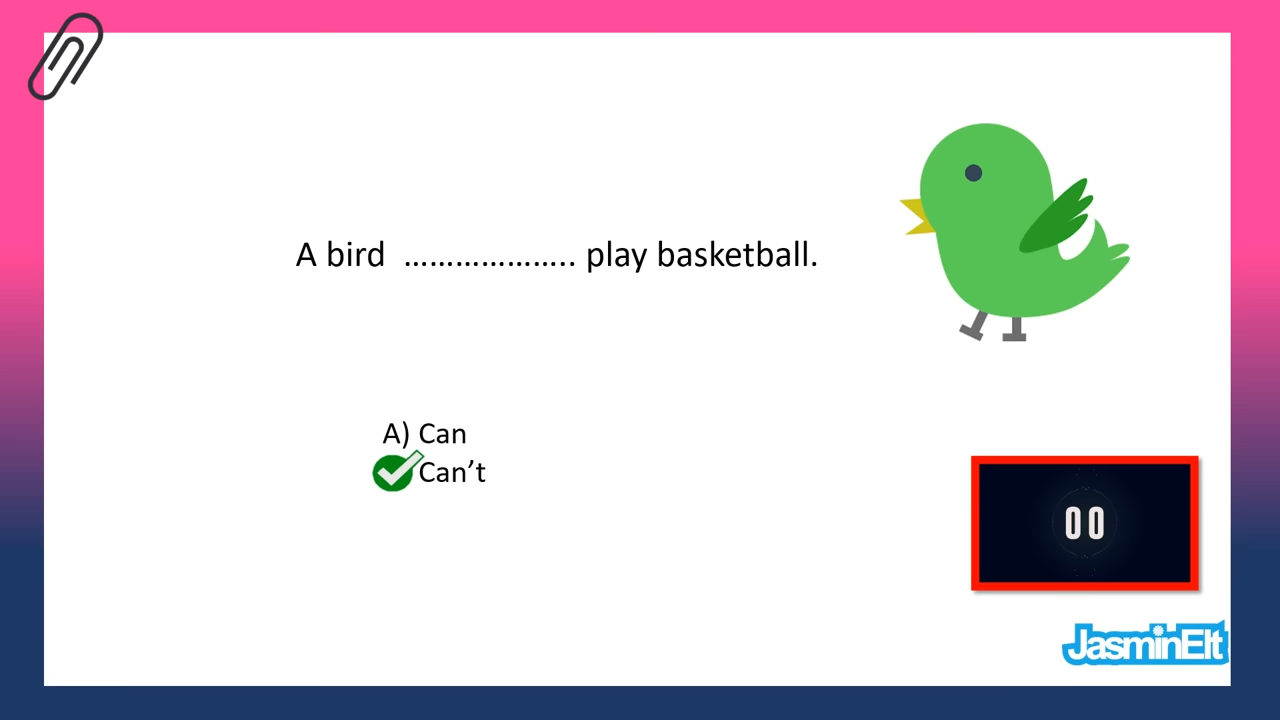 A bird ……………….. play basketball.
A) Can
Can’t
00
JasminElt